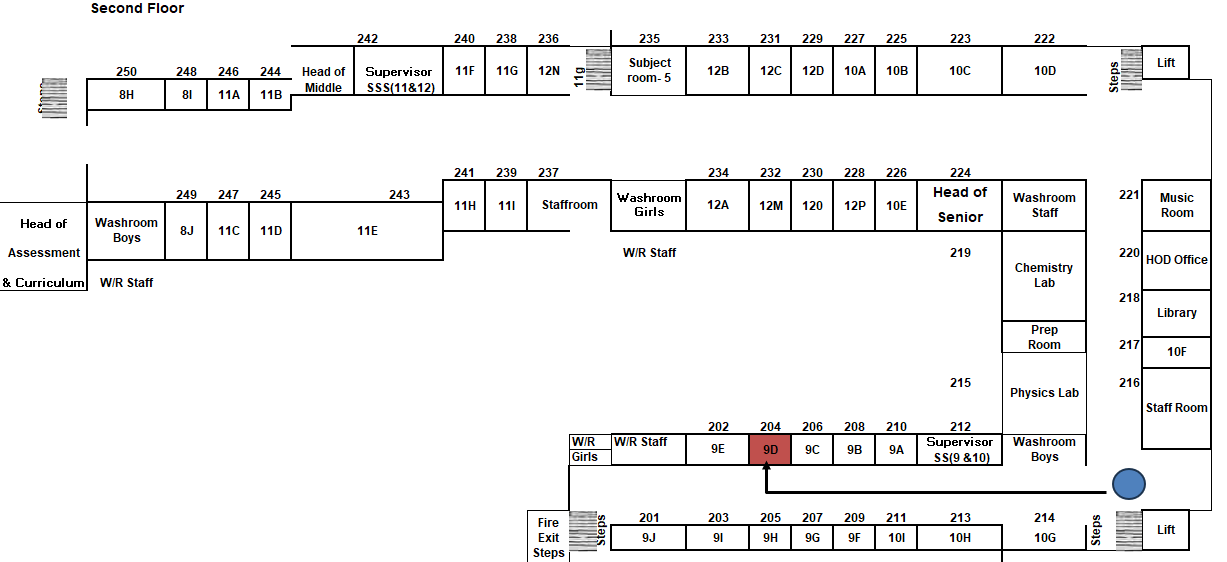 Second Floor
242 240 238 236 235 233 231 229 227 225 223 222
250 248 246 244
Head of
Middle
Supervisor
SSS(11&12)
11F 11G 12N
11g
Subject
room- 5
12B 12C 12D 10A 10B 10C 10D
Steps
Lift
Steps
8H 8I 11A 11B
241 239 237 234 232 230 228 226 224
249 247 245 243
11H 11I Staffroom
Washroom
Girls
12A 12M 120 12P 10E
Head of
Senior
Washroom
Staff
221
Music
Room
Head of
Assessment
& Curriculum
Washroom
Boys
8J 11C 11D 11E
W/R Staff
W/R Staff
219
Chemistry
Lab
220
HOD Office
218
Library
Prep
Room
217
10F
215
Physics Lab
216
Staff Room
202 204 206 208 210 212
W/R
Girls
W/R Staff
9E 9D 9C 9B 9A
Supervisor
SS(9 &10)
Washroom
Boys
201 203 205 207 209 211 213 214
Fire
Exit
Steps
Steps
9J 9I 9H 9G 9F 10I 10H 10G
Steps
Lift